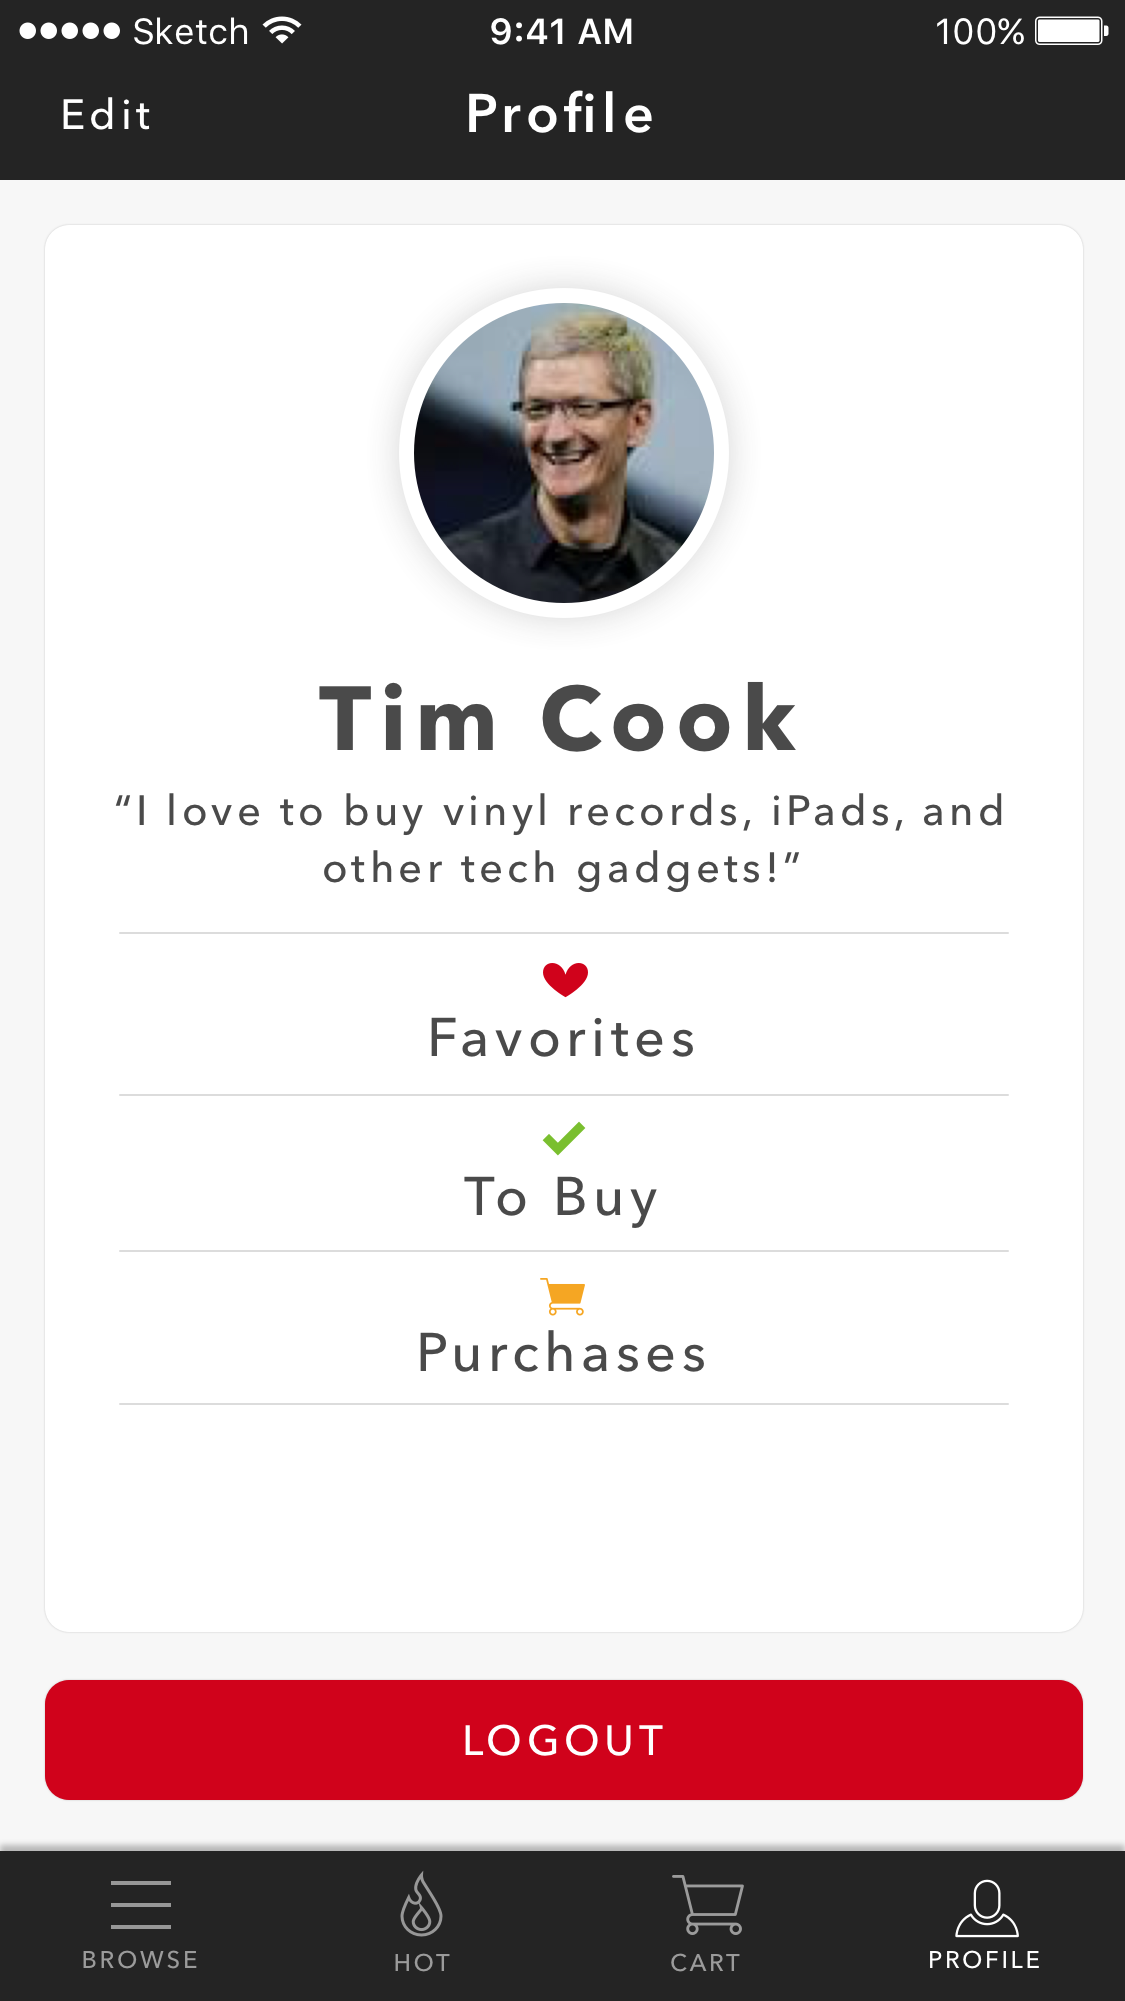 Sketch 9:41 AM 100%
Edit Profile
Tim Cook
“I love to buy vinyl records, iPads, and
other tech gadgets!”
Favorites
To Buy
Purchases
LOGOUT
BROWSE HOT CART PROFILE